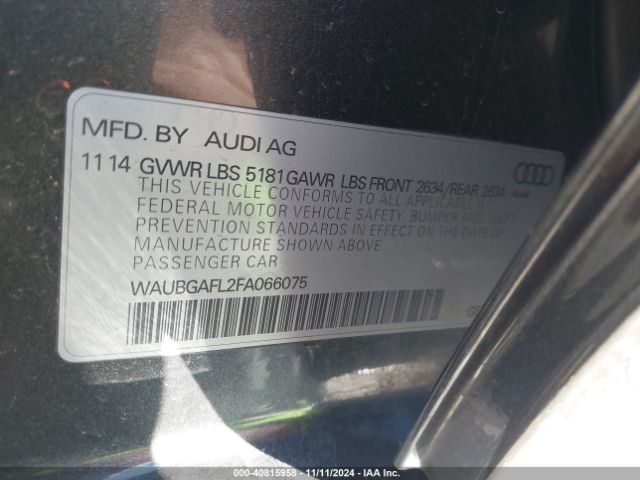 MFD. BY AUDI AG
11 14 GVWR LBS 5181 GAWR LBS FRONT 2634/REAR 2634 Audi
THIS VEHICLE CONFORMS TO ALL APPLICABLE U.S.
FEDERAL MOTOR VEHICLE SAFETY, BUMPER AND THEFT
PREVENTION STANDARDS IN EFFECT ON THE DATE OF
MANUFACTURE SHOWN ABOVE
PASSENGER CAR
WAUBGAFL2FA066075
000-40815958 - 11/11/2024 - IAA Inc.